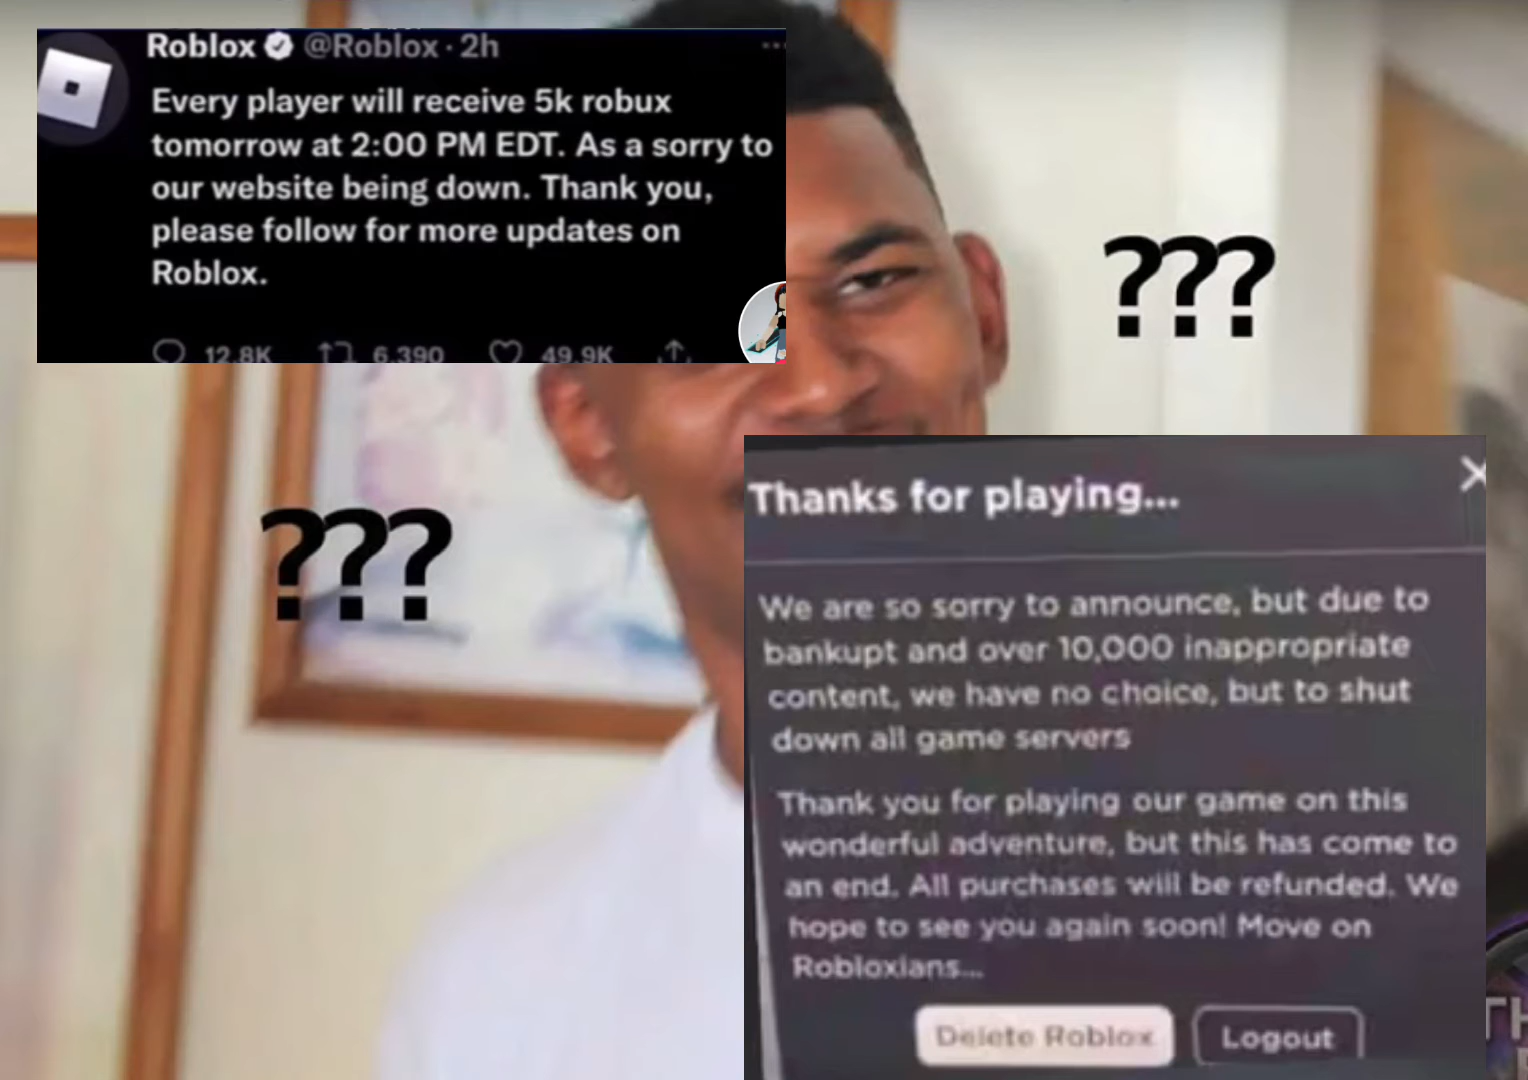 Roblox @Roblox · 2h
Every player will receive 5k robux
tomorrow at 2:00 PM EDT. As a sorry to
our website being down. Thank you,
please follow for more updates on
Roblox.
12.8K 6,390 49.9K
???
???
Thanks for playing...
We are so sorry to announce, but due to
bankupt and over 10,000 inappropriate
content, we have no choice, but to shut
down all game servers
Thank you for playing our game on this
wonderful adventure, but this has come to
an end. All purchases will be refunded. We
hope to see you again soon! Move on
Robloxians...
Delete Roblox Logout